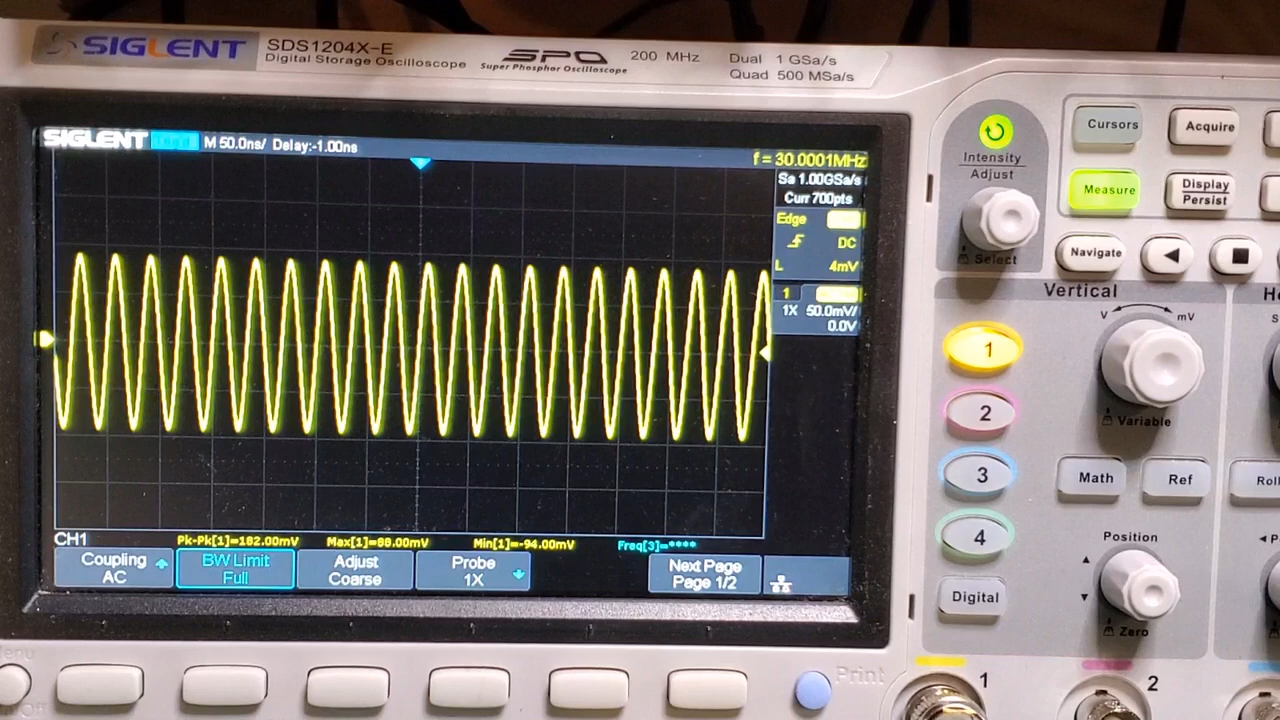 SIGLENT SDS1204X-E
Digital Storage Oscilloscope
SPO
Super Phosphor Oscilloscope
200 MHz
Dual 1 GSa/s
Quad 500 MSa/s
SIGLENT M 50.0ns/ Delay:-1.00ns
f = 30.0001MHz
Sa 1.00GSa/s
Curr 700pts
Edge
DC
L 4mV
1
1X 50.0mV/
0.0V
CH1
Pk-Pk[1]=182.00mV Max[1]=88.00mV Min[1]=-94.00mV Freq[3]=****
Coupling
AC
BW Limit
Full
Adjust
Coarse
Probe
1X
Next Page
Page 1/2
Print
Intensity
Adjust
Select
Cursors
Acquire
Measure
Display
Persist
Navigate
Vertical
V mV
Variable
1
2
3
4
Math
Ref
Roll
Digital
Position
Zero
1
2